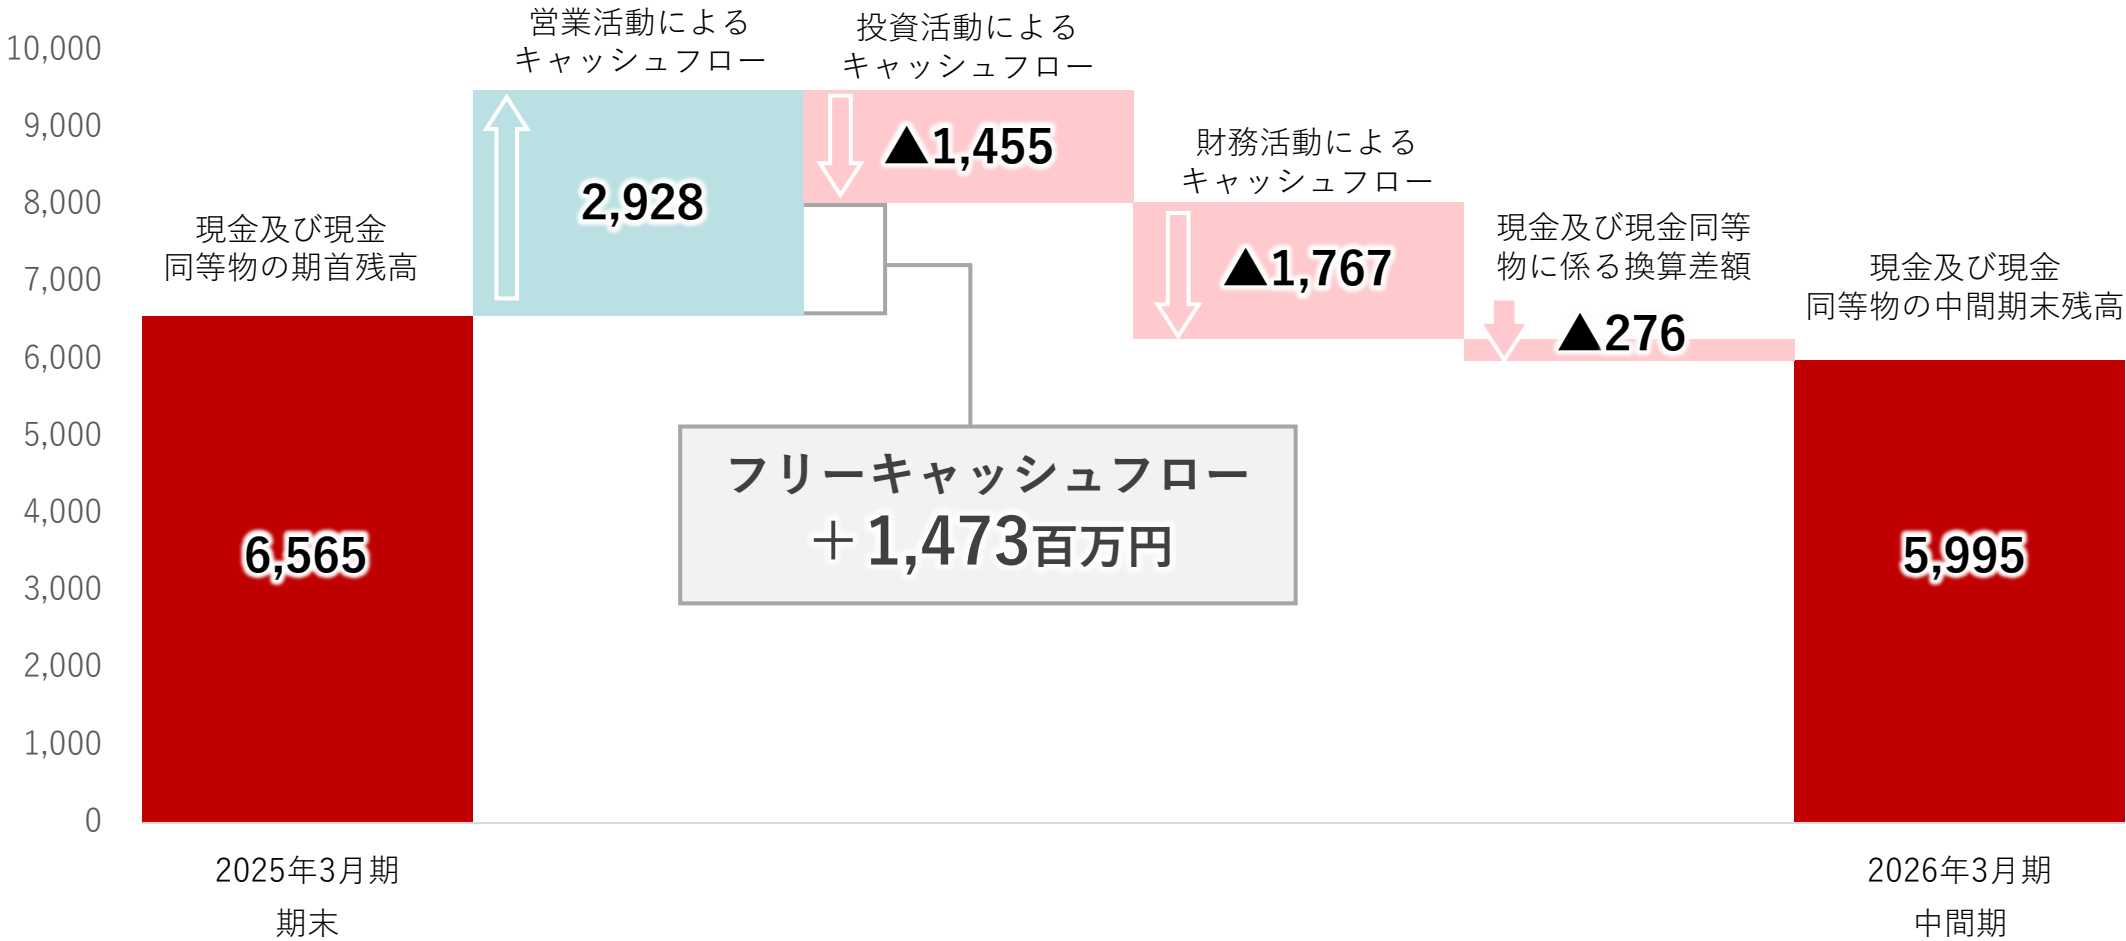 10,000
9,000
8,000
7,000
6,000
5,000
4,000
3,000
2,000
1,000
0
現金及び現金
同等物の期首残高
6,565
営業活動による
キャッシュフロー
2,928
投資活動による
キャッシュフロー
▲1,455
財務活動による
キャッシュフロー
▲1,767
現金及び現金同等
物に係る換算差額
▲276
現金及び現金
同等物の中間期末残高
5,995
フリーキャッシュフロー
＋1,473百万円
2025年3月期
期末
2026年3月期
中間期